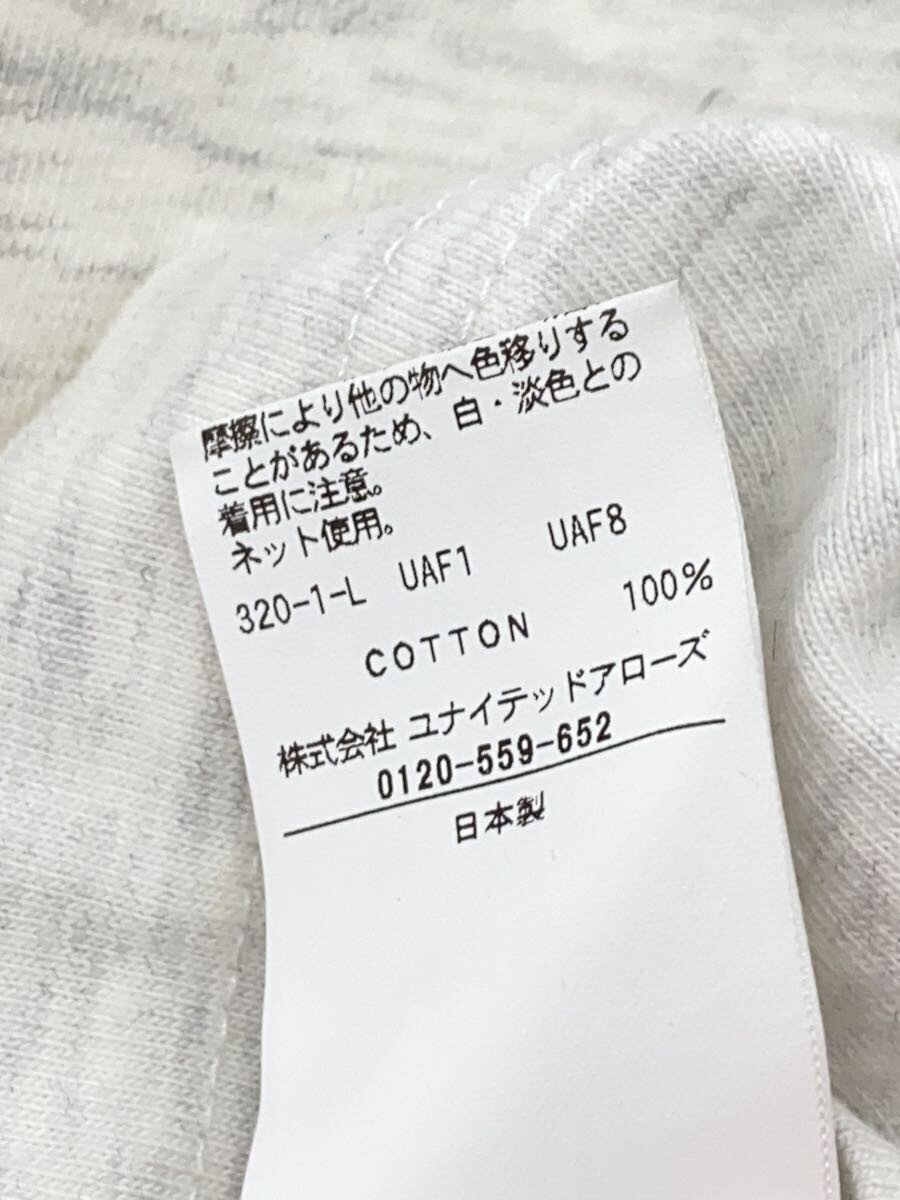 摩擦により他の物へ色移りする
ことがあるため、白・淡色との
着用に注意。
ネット使用。
320-1-L UAF1 UAF8
COTTON 100%
株式会社 ユナイテッドアローズ
0120-559-652
日本製